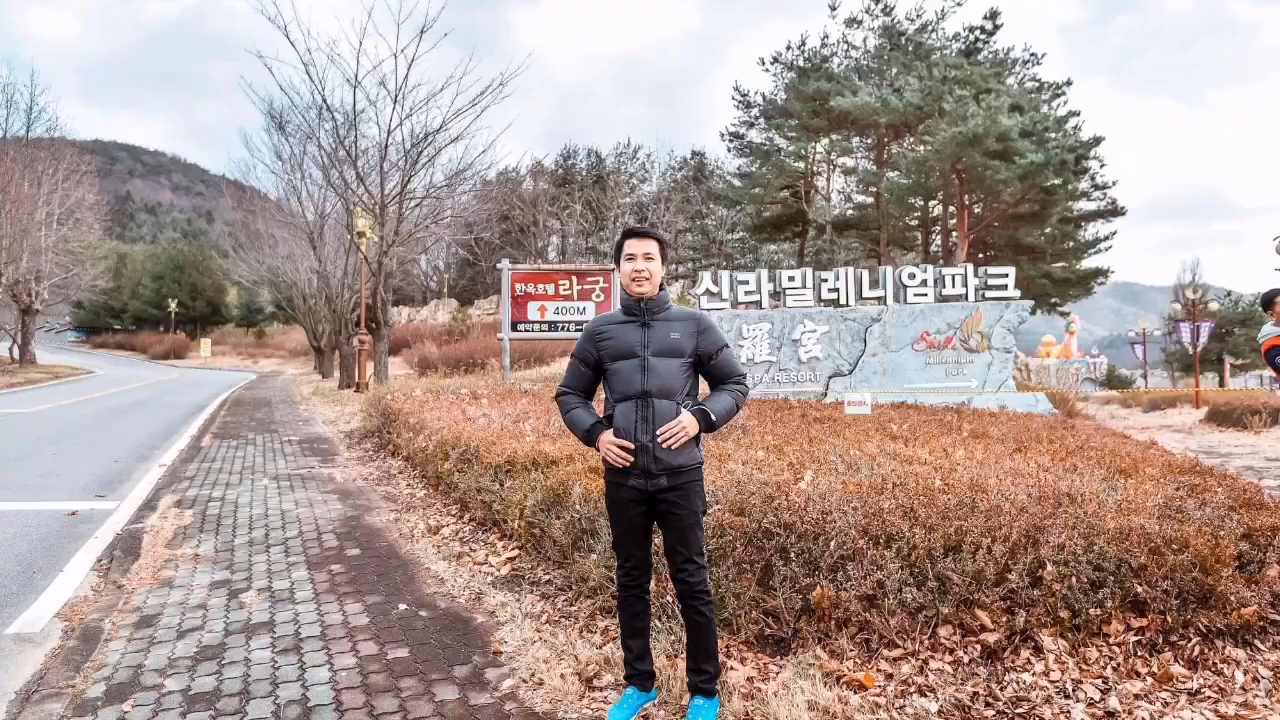 한옥호텔 라궁
400M
예약문의 : 776-
신라밀레니엄파크
羅宮
SPA RESORT
Millennium
Park